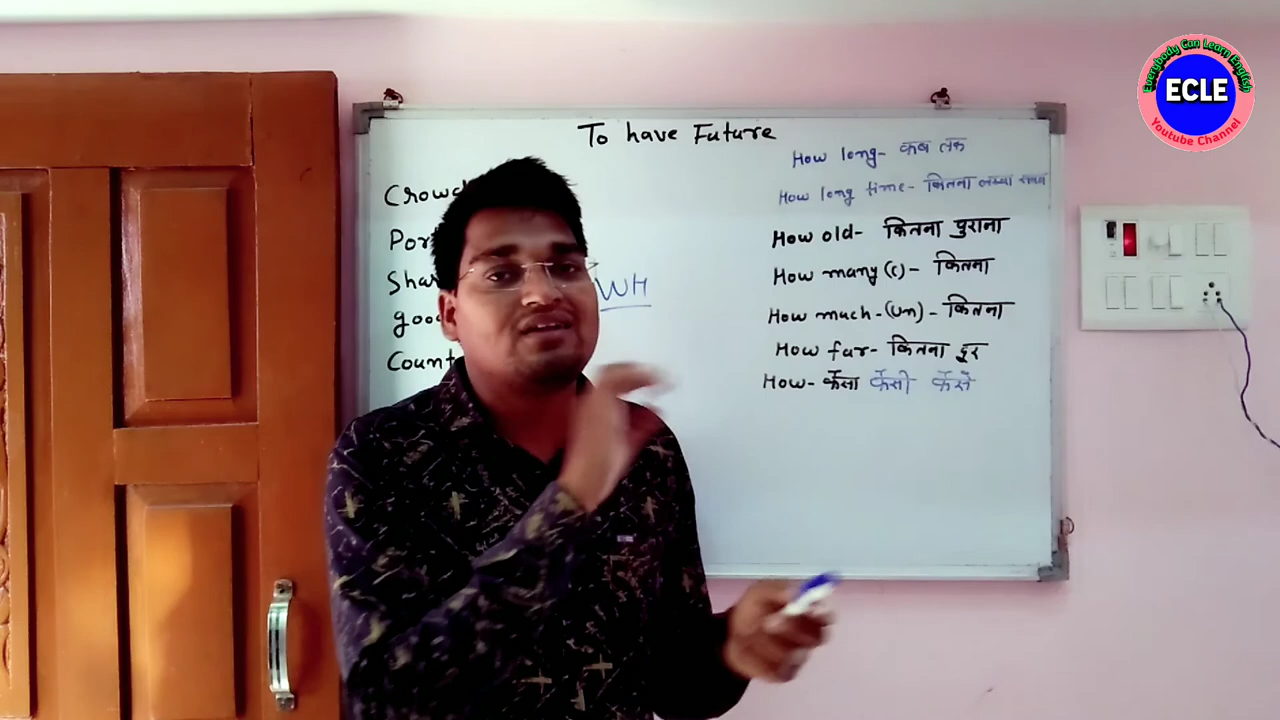 Everybody Can Learn English
ECLE
Youtube Channel
To have Future
How long- कब तक
How long time- कितना लम्बा समय
How old- कितना पुराना
How many (c) - कितना
How much-(un) - कितना
How far- कितना दूर
How- कैसा कैसी कैसे
Crowd
Por
Shar
good
Count
WH